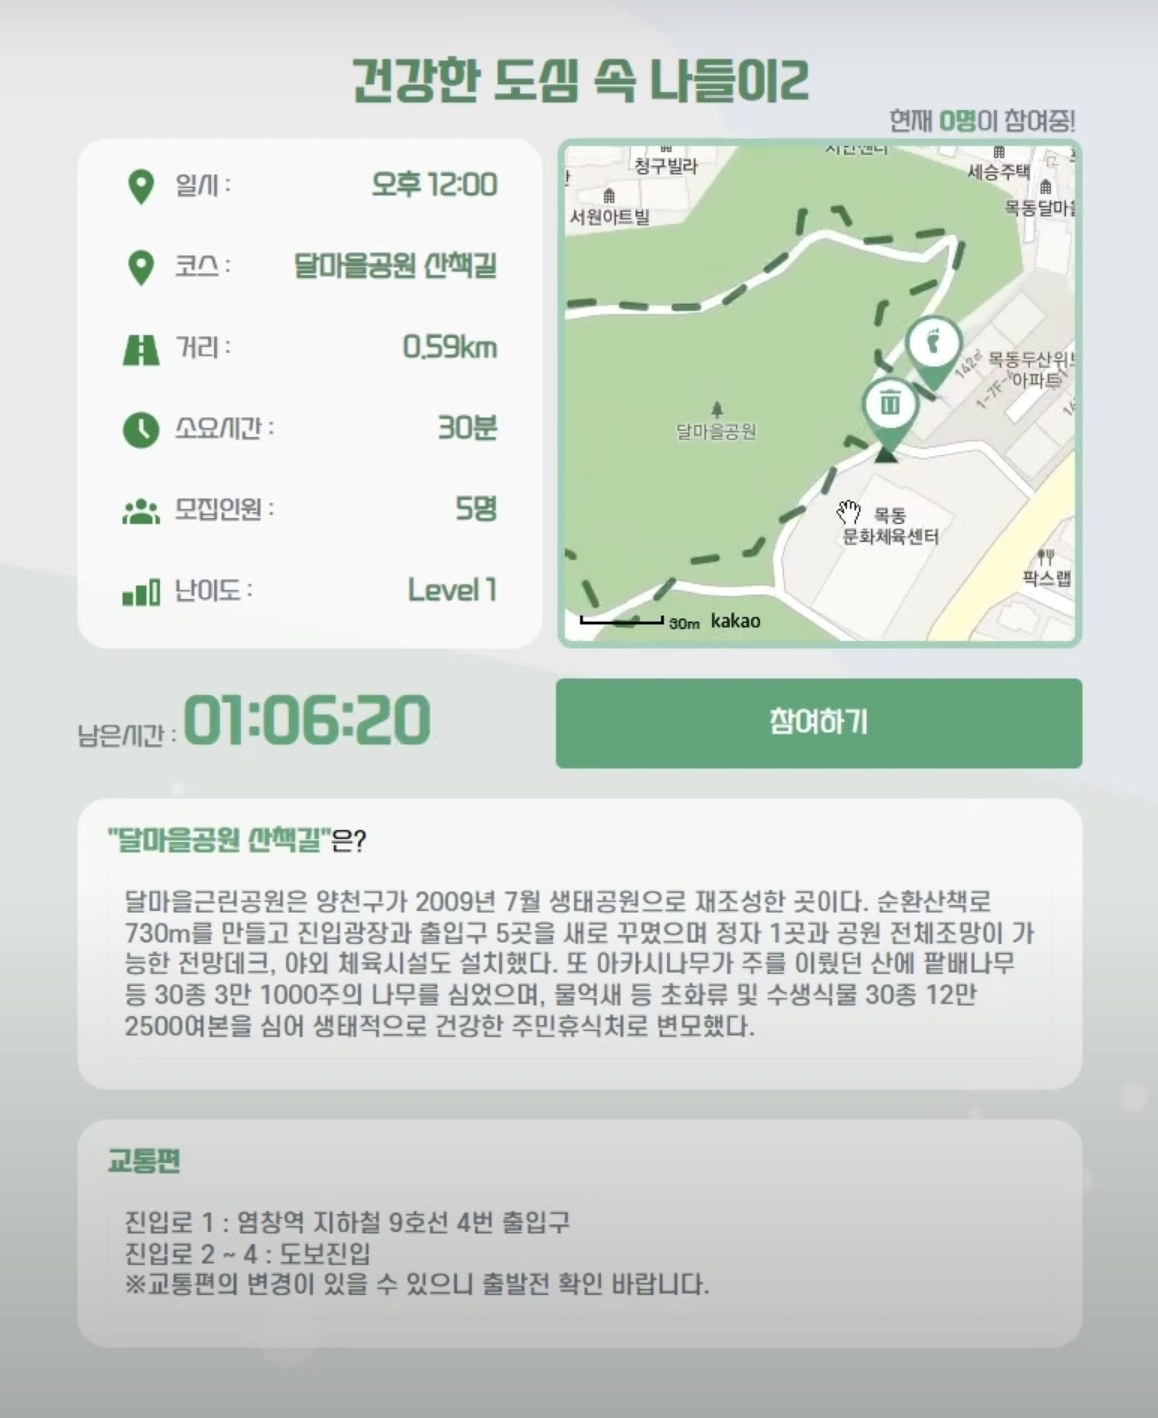 건강한 도심 속 나들이2
현재 0명이 참여중!
일시 : 오후 12:00
코스 : 달마을공원 산책길
거리 : 0.59km
소요시간 : 30분
모집인원 : 5명
난이도 : Level 1
청구빌라
세승주택
서원아트빌
목동달마을
142㎡
목동두산위브
아파트
1-7F-
달마을공원
목동
문화체육센터
팍스랩
30m kakao
남은시간 : 01:06:20
참여하기
"달마을공원 산책길"은?
달마을근린공원은 양천구가 2009년 7월 생태공원으로 재조성한 곳이다. 순환산책로
730m를 만들고 진입광장과 출입구 5곳을 새로 꾸몄으며 정자 1곳과 공원 전체조망이 가
능한 전망데크, 야외 체육시설도 설치했다. 또 아카시나무가 주를 이뤘던 산에 팥배나무
등 30종 3만 1000주의 나무를 심었으며, 물억새 등 초화류 및 수생식물 30종 12만
2500여본을 심어 생태적으로 건강한 주민휴식처로 변모했다.
교통편
진입로 1 : 염창역 지하철 9호선 4번 출입구
진입로 2 ~ 4 : 도보진입
※교통편의 변경이 있을 수 있으니 출발전 확인 바랍니다.